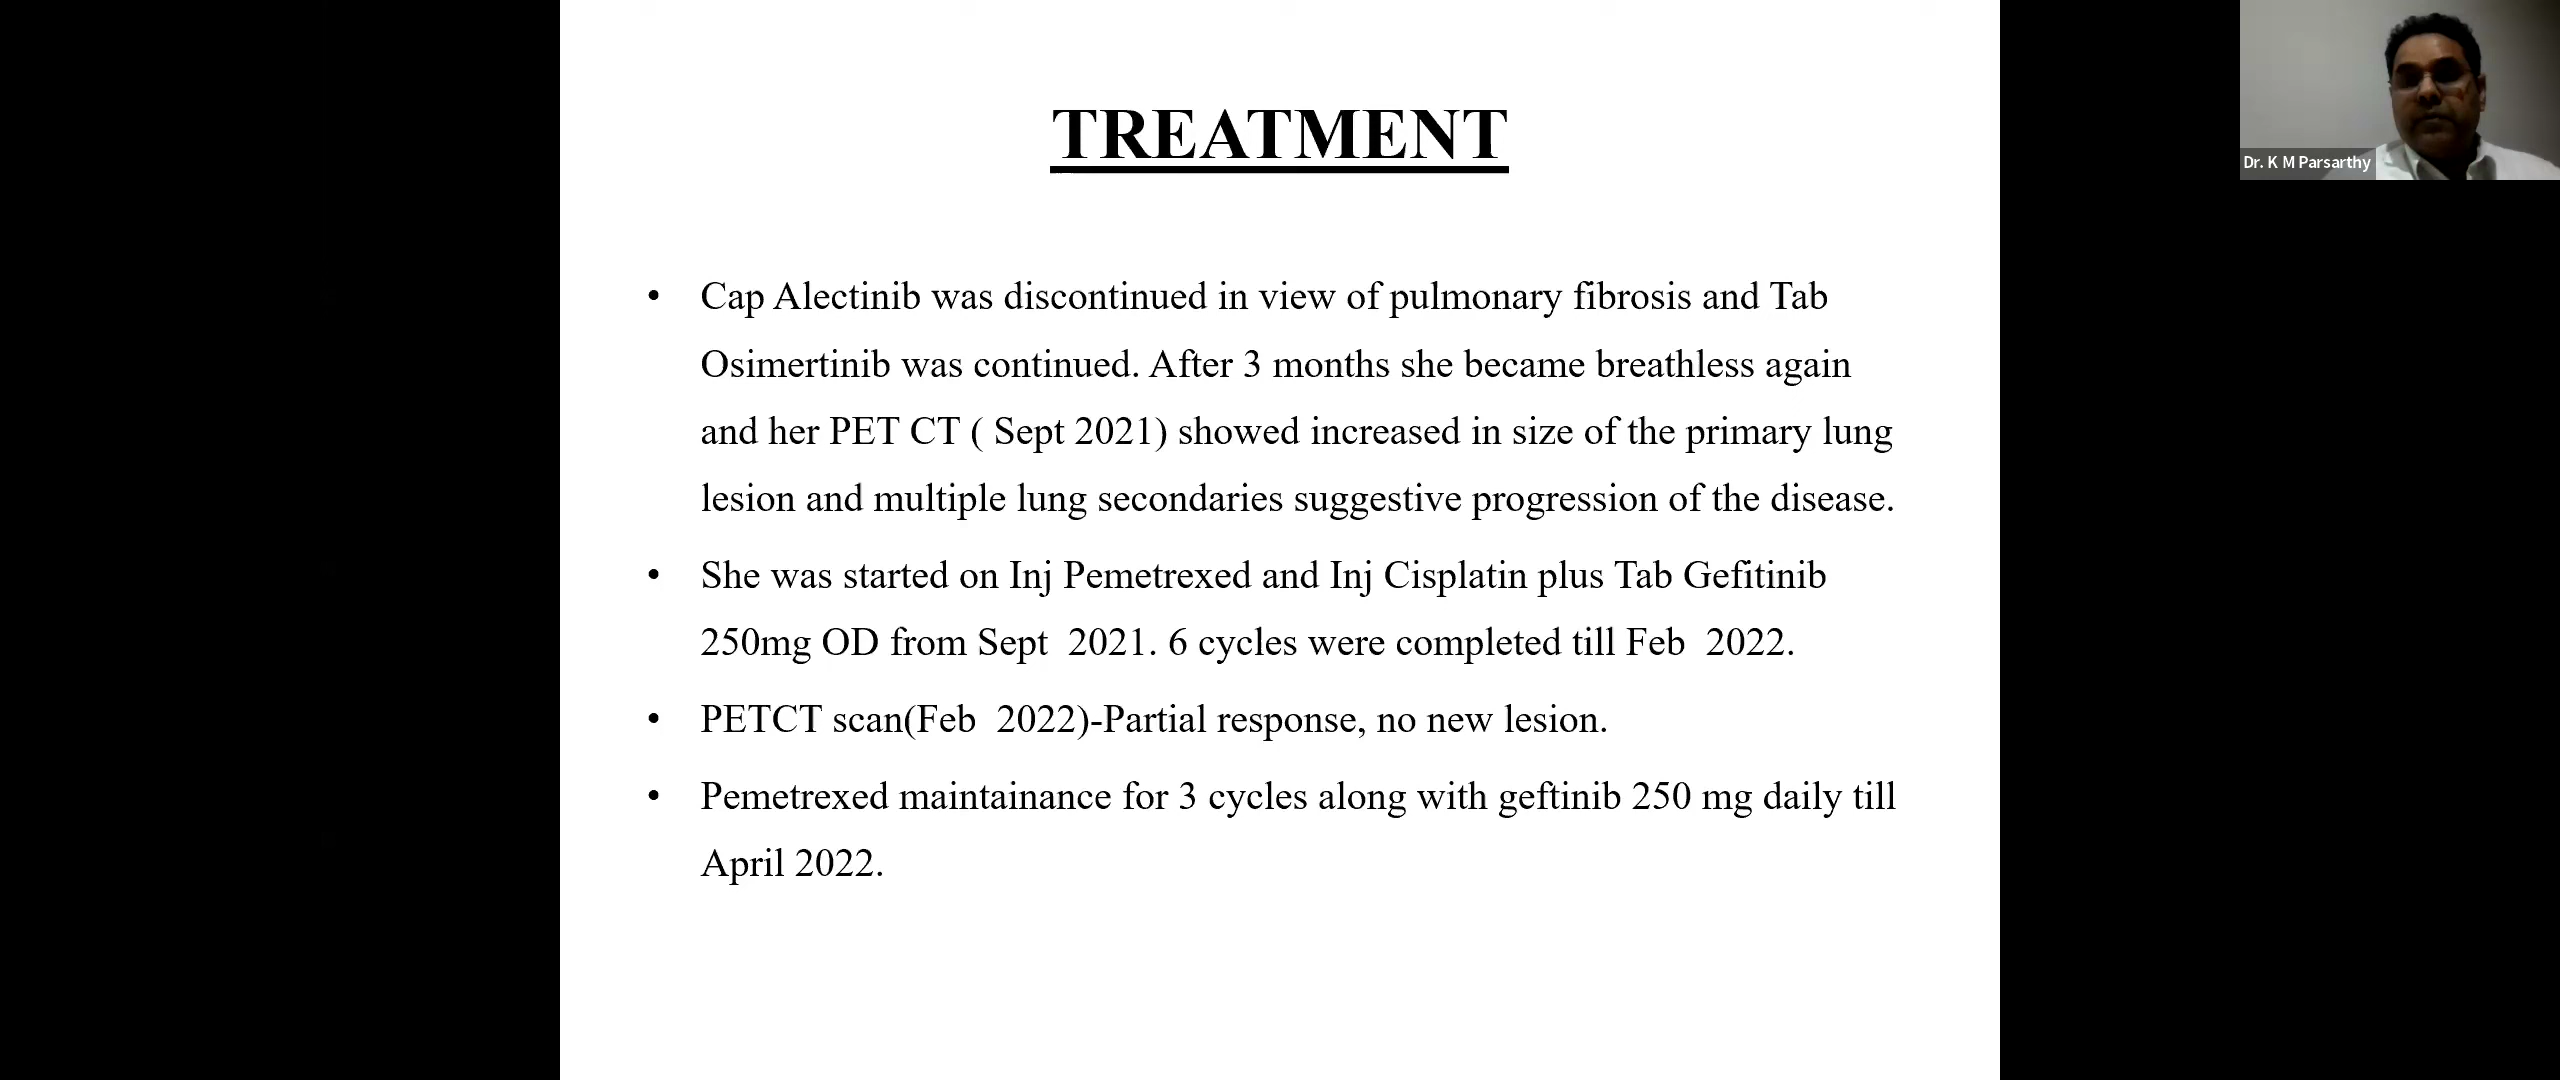 TREATMENT
• Cap Alectinib was discontinued in view of pulmonary fibrosis and Tab
Osimertinib was continued. After 3 months she became breathless again
and her PET CT ( Sept 2021) showed increased in size of the primary lung
lesion and multiple lung secondaries suggestive progression of the disease.
• She was started on Inj Pemetrexed and Inj Cisplatin plus Tab Gefitinib
250mg OD from Sept  2021. 6 cycles were completed till Feb  2022.
• PETCT scan(Feb  2022)-Partial response, no new lesion.
• Pemetrexed maintainance for 3 cycles along with geftinib 250 mg daily till
April 2022.
Dr. K M Parsarthy